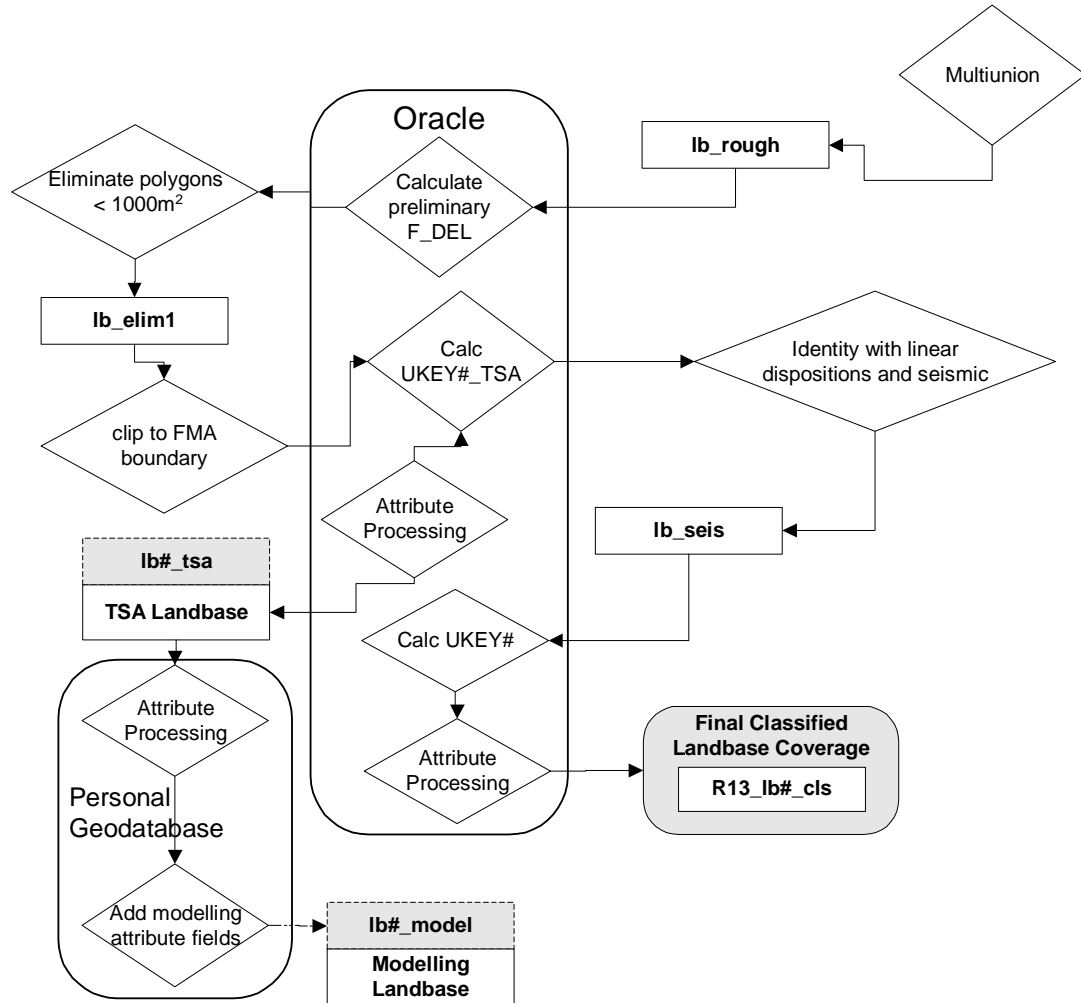 Multiunion
Oracle
lb_rough
Eliminate polygons
< 1000m²
Calculate
preliminary
F_DEL
lb_elim1
Calc
UKEY#_TSA
Identity with linear
dispositions and seismic
clip to FMA
boundary
Attribute
Processing
lb_seis
lb#_tsa
TSA Landbase
Calc UKEY#
Attribute
Processing
Final Classified
Landbase Coverage
R13_lb#_cls
Attribute
Processing
Personal
Geodatabase
Add modelling
attribute fields
lb#_model
Modelling
Landbase